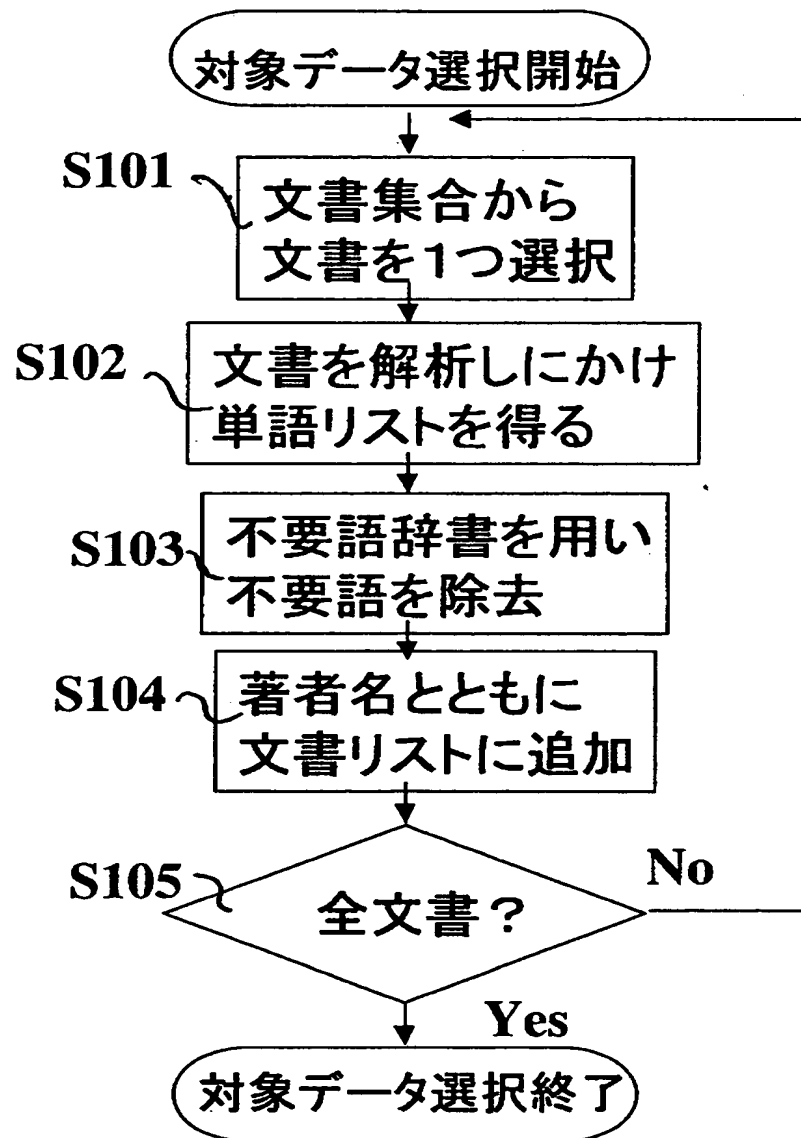 対象データ選択開始
S101
文書集合から
文書を1つ選択
S102
文書を解析しにかけ
単語リストを得る
S103
不要語辞書を用い
不要語を除去
S104
著者名とともに
文書リストに追加
S105
全文書?
No
Yes
対象データ選択終了